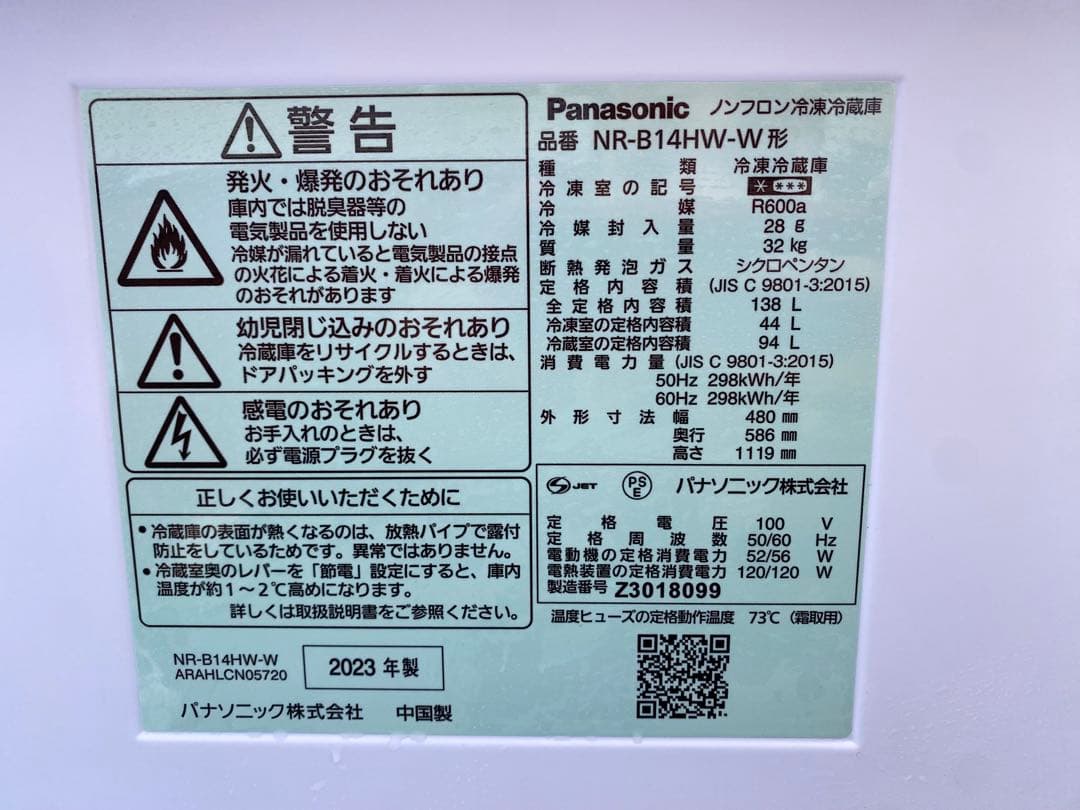 警告
発火・爆発のおそれあり
庫内では脱臭器等の
電気製品を使用しない
冷媒が漏れていると電気製品の接点
の火花による着火・着火による爆発
のおそれがあります
幼児閉じ込みのおそれあり
冷蔵庫をリサイクルするときは、
ドアパッキングを外す
感電のおそれあり
お手入れのときは、
必ず電源プラグを抜く
正しくお使いいただくために
・冷蔵庫の表面が熱くなるのは、放熱パイプで露付
防止をしているためです。異常ではありません。
・冷蔵室奥のレバーを「節電」設定にすると、庫内
温度が約1～2℃高めになります。
詳しくは取扱説明書をご参照ください。
NR-B14HW-W
ARAHLCN05720
2023年製
パナソニック株式会社 中国製
Panasonic ノンフロン冷凍冷蔵庫
品番 NR-B14HW-W形
種類 冷凍冷蔵庫
冷凍室の記号 * ***
冷媒 R600a
冷媒封入量 28 g
質量 32 kg
断熱発泡ガス シクロペンタン
定格内容積 (JIS C 9801-3:2015)
全定格内容積 138 L
冷凍室の定格内容積 44 L
冷蔵室の定格内容積 94 L
消費電力量 (JIS C 9801-3:2015)
50Hz 298kWh/年
60Hz 298kWh/年
外形寸法 幅 480 mm
奥行 586 mm
高さ 1119 mm
S JET PSE パナソニック株式会社
定格電圧 100 V
定格周波数 50/60 Hz
電動機の定格消費電力 52/56 W
電熱装置の定格消費電力 120/120 W
製造番号 Z3018099
温度ヒューズの定格動作温度 73℃（霜取用）